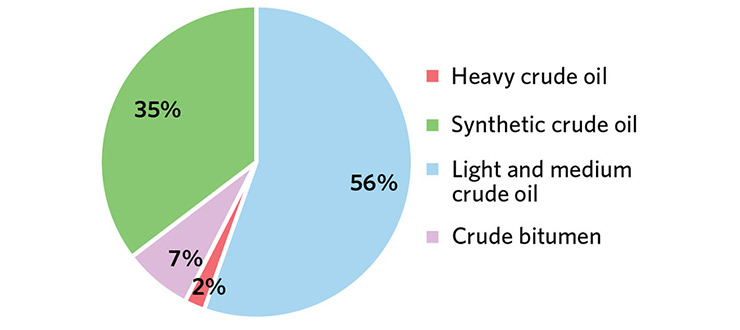 35%
56%
7%
2%
Heavy crude oil
Synthetic crude oil
Light and medium
crude oil
Crude bitumen